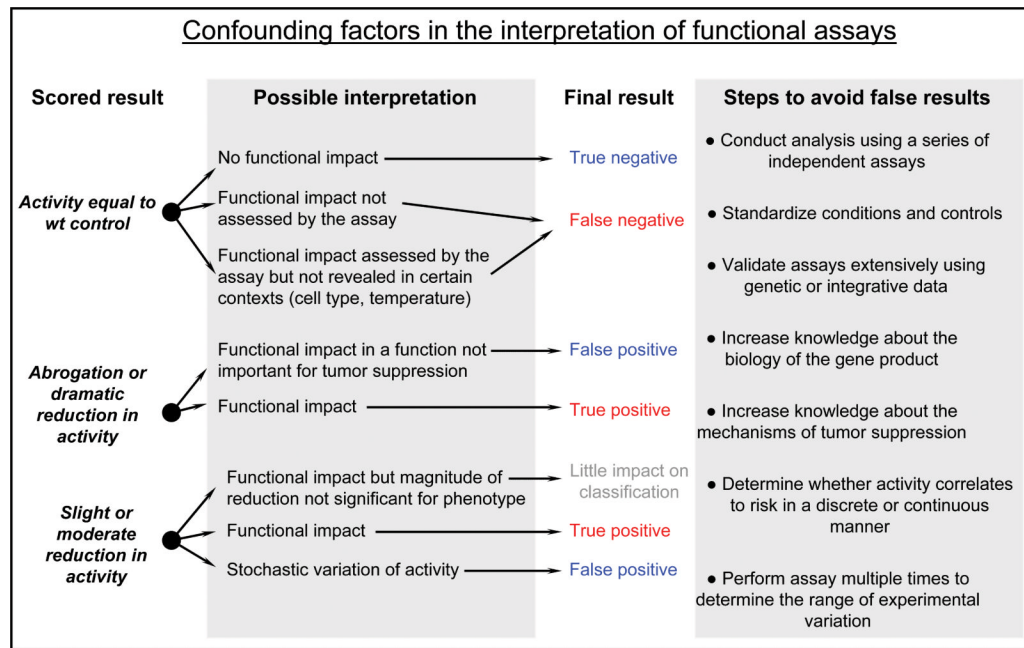 Confounding factors in the interpretation of functional assays
Scored result
Possible interpretation
Final result
Steps to avoid false results
Activity equal to
wt control
No functional impact
Functional impact not
assessed by the assay
Functional impact assessed by the
assay but not revealed in certain
contexts (cell type, temperature)
True negative
False negative
Abrogation or
dramatic
reduction in
activity
Functional impact in a function not
important for tumor suppression
Functional impact
False positive
True positive
Slight or
moderate
reduction in
activity
Functional impact but magnitude of
reduction not significant for phenotype
Functional impact
Stochastic variation of activity
Little impact on
classification
True positive
False positive
● Conduct analysis using a series of
independent assays
● Standardize conditions and controls
● Validate assays extensively using
genetic or integrative data
● Increase knowledge about the
biology of the gene product
● Increase knowledge about the
mechanisms of tumor suppression
● Determine whether activity correlates
to risk in a discrete or continuous
manner
● Perform assay multiple times to
determine the range of experimental
variation